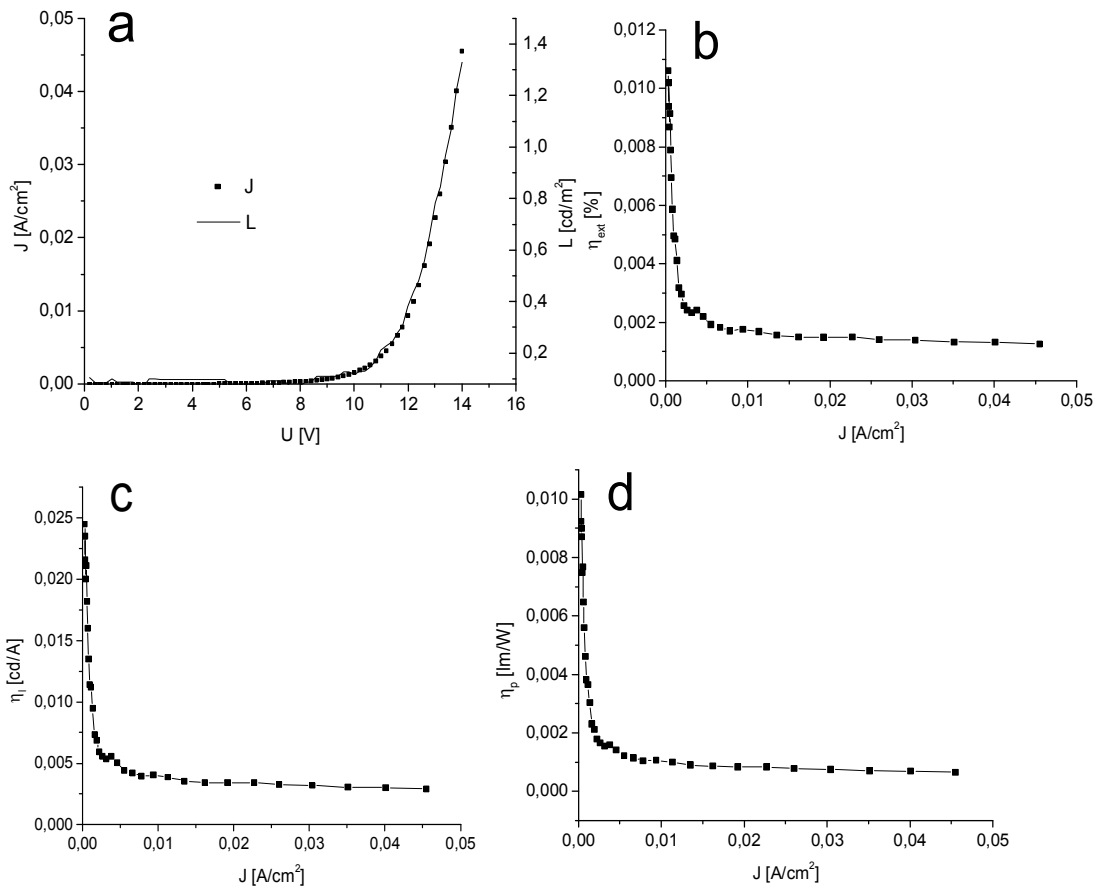 a
0,05
0,04
0,03
0,02
0,01
0,00
J [A/cm²]
0 2 4 6 8 10 12 14 16
U [V]
1,4
1,2
1,0
0,8
0,6
0,4
0,2
L [cd/m²]
J
L
b
0,012
0,010
0,008
0,006
0,004
0,002
0,000
ηext [%]
0,00 0,01 0,02 0,03 0,04 0,05
J [A/cm²]
c
0,025
0,020
0,015
0,010
0,005
0,000
ηl [cd/A]
0,00 0,01 0,02 0,03 0,04 0,05
J [A/cm²]
d
0,010
0,008
0,006
0,004
0,002
0,000
ηp [lm/W]
0,00 0,01 0,02 0,03 0,04 0,05
J [A/cm²]